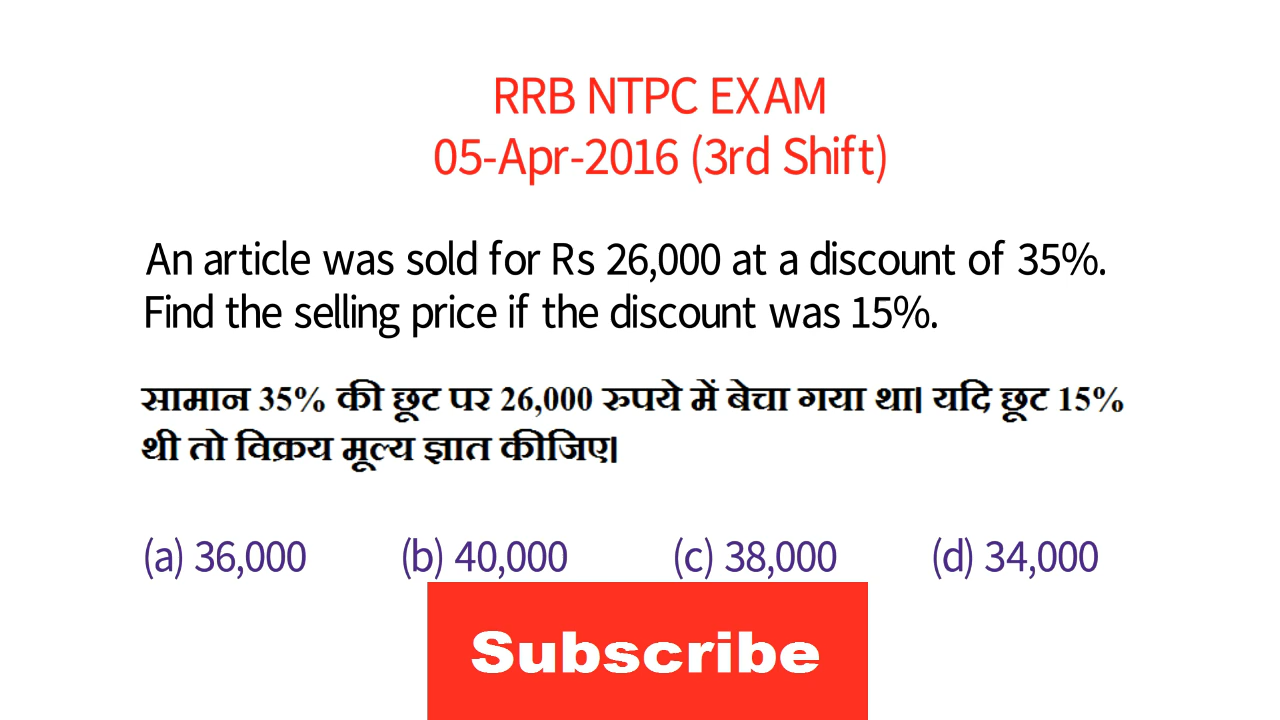 RRB NTPC EXAM
05-Apr-2016 (3rd Shift)
An article was sold for Rs 26,000 at a discount of 35%.
Find the selling price if the discount was 15%.
सामान 35% की छूट पर 26,000 रुपये में बेचा गया था। यदि छूट 15%
थी तो विक्रय मूल्य ज्ञात कीजिए।
(a) 36,000 (b) 40,000 (c) 38,000 (d) 34,000
Subscribe